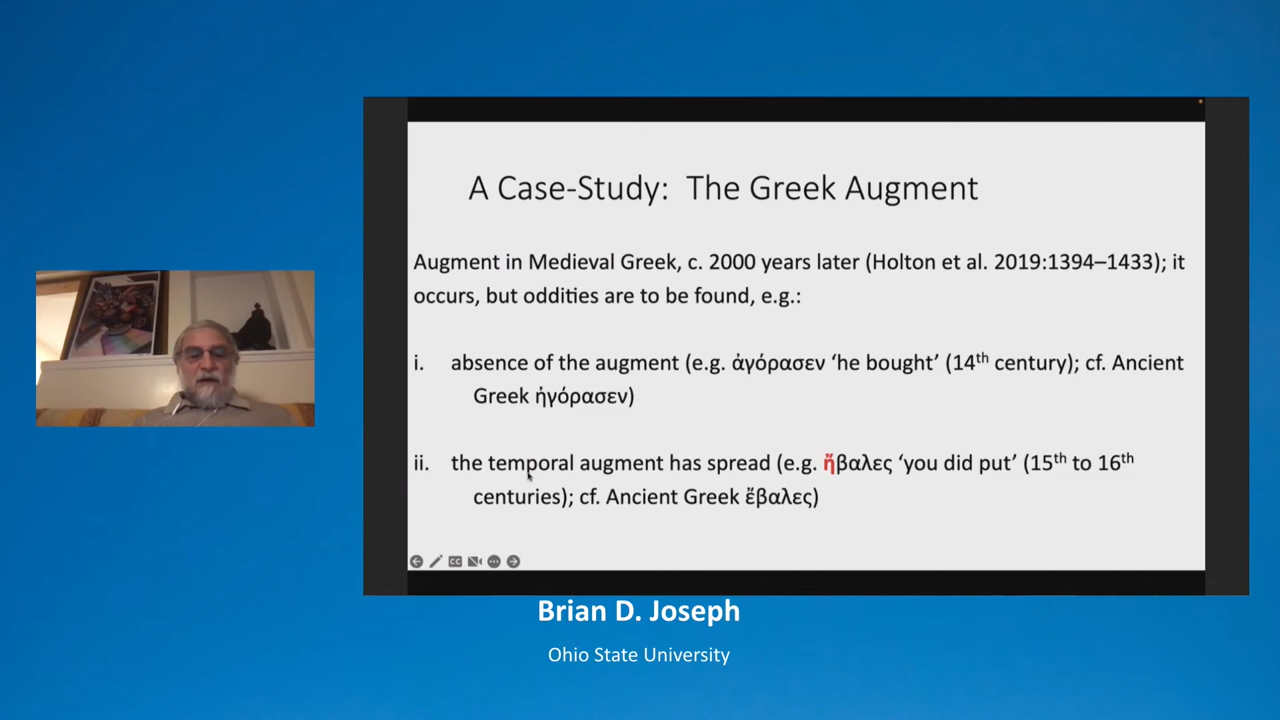 A Case-Study: The Greek Augment
Augment in Medieval Greek, c. 2000 years later (Holton et al. 2019:1394–1433); it
occurs, but oddities are to be found, e.g.:
i. absence of the augment (e.g. ἀγόρασεν ‘he bought’ (14th century); cf. Ancient
Greek ἠγόρασεν)
ii. the temporal augment has spread (e.g. ἤβαλες ‘you did put’ (15th to 16th
centuries); cf. Ancient Greek ἔβαλες)
CC
Brian D. Joseph
Ohio State University